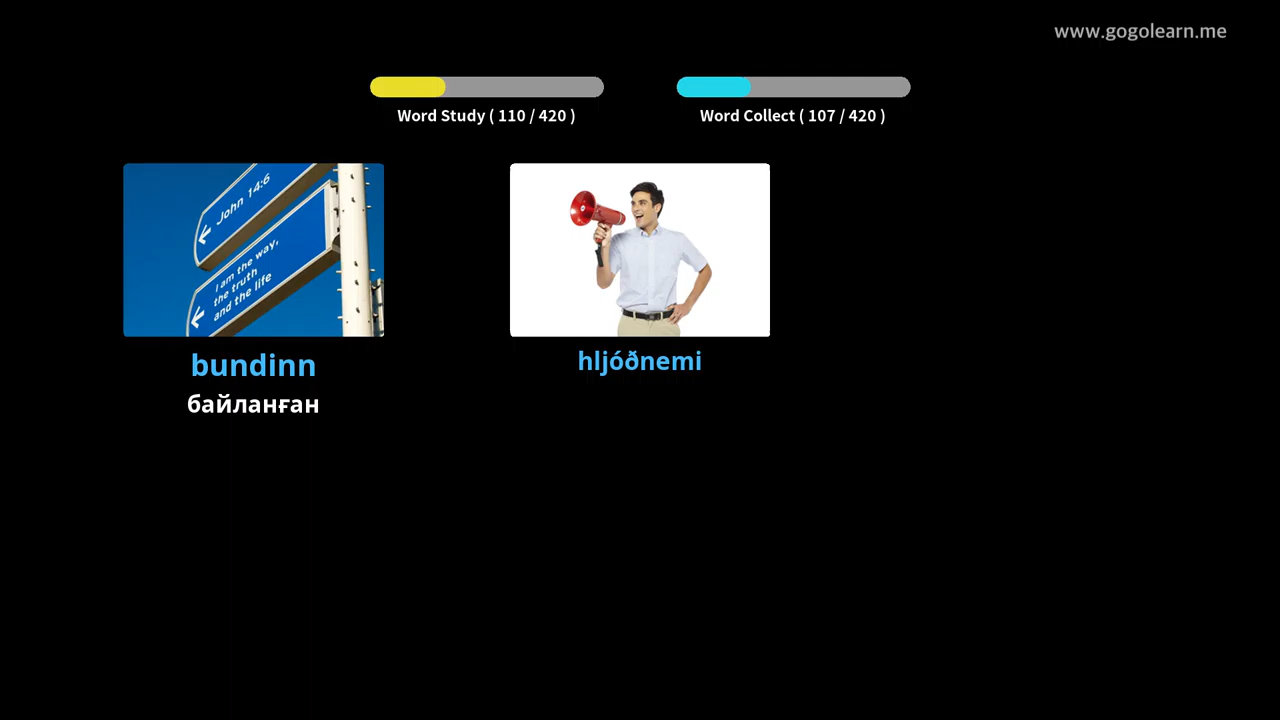 www.gogolearn.me
Word Study ( 110 / 420 )
Word Collect ( 107 / 420 )
John 14:6
I am the way,
the truth
and the life
bundinn
байланған
hljóðnemi